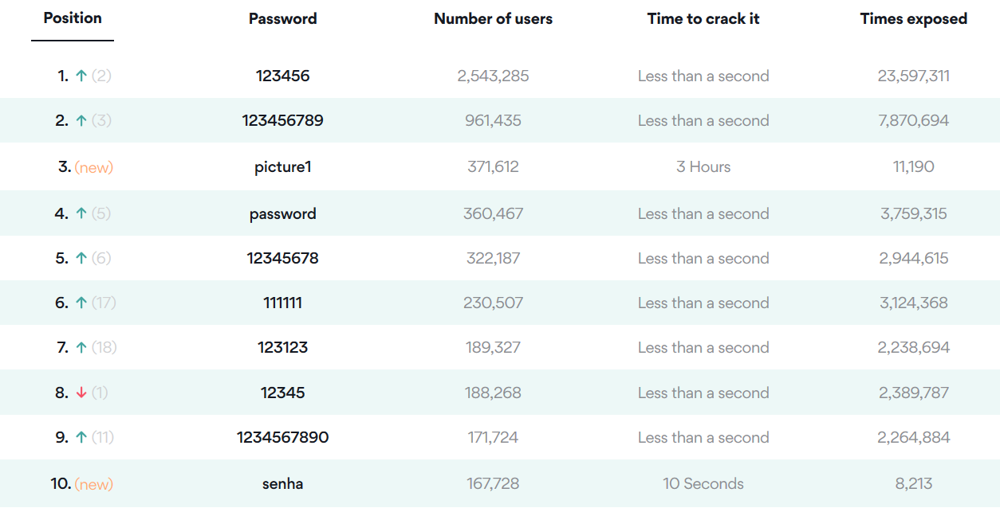 Position Password Number of users Time to crack it Times exposed
1. ↑ (2) 123456 2,543,285 Less than a second 23,597,311
2. ↑ (3) 123456789 961,435 Less than a second 7,870,694
3. (new) picture1 371,612 3 Hours 11,190
4. ↑ (5) password 360,467 Less than a second 3,759,315
5. ↑ (6) 12345678 322,187 Less than a second 2,944,615
6. ↑ (17) 111111 230,507 Less than a second 3,124,368
7. ↑ (18) 123123 189,327 Less than a second 2,238,694
8. ↓ (1) 12345 188,268 Less than a second 2,389,787
9. ↑ (11) 1234567890 171,724 Less than a second 2,264,884
10. (new) senha 167,728 10 Seconds 8,213